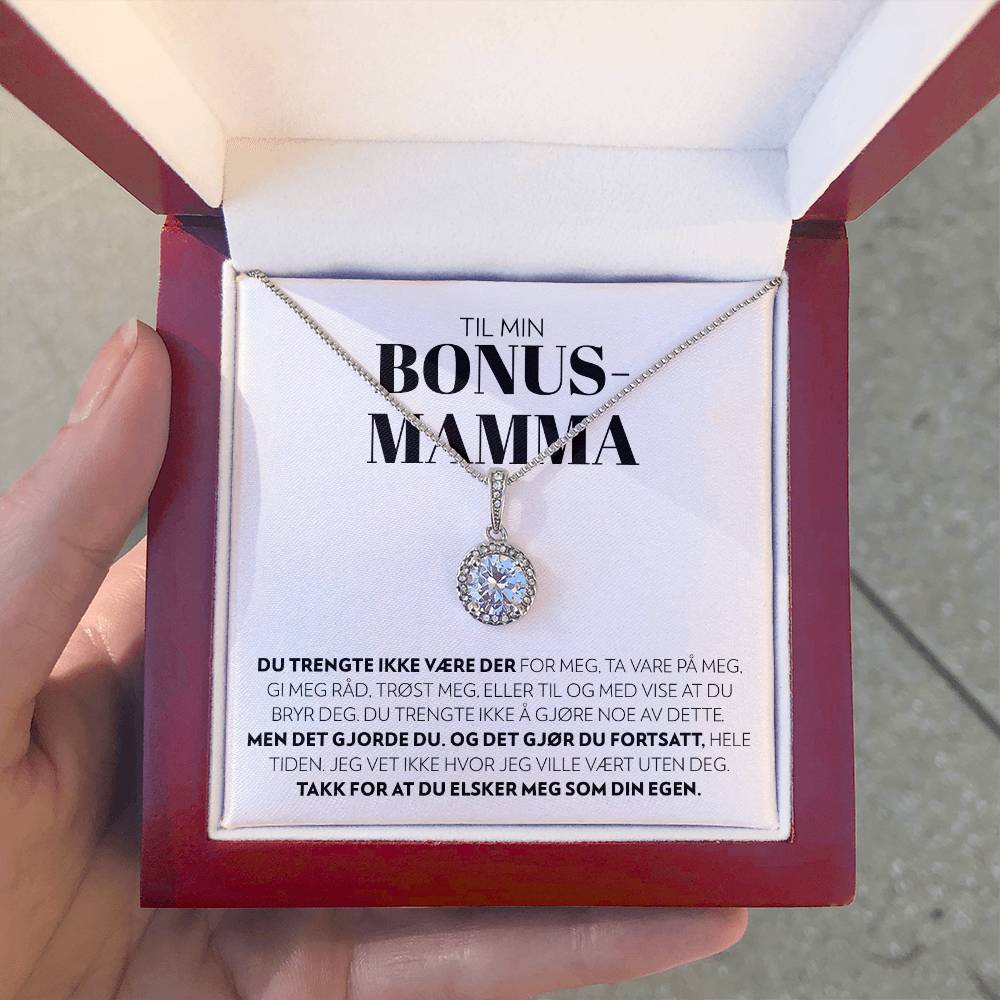 TIL MIN
BONUS-
MAMMA
DU TRENGTE IKKE VÆRE DER FOR MEG, TA VARE PÅ MEG,
GI MEG RÅD, TRØST MEG, ELLER TIL OG MED VISE AT DU
BRYR DEG. DU TRENGTE IKKE Å GJØRE NOE AV DETTE.
MEN DET GJORDE DU. OG DET GJØR DU FORTSATT, HELE
TIDEN. JEG VET IKKE HVOR JEG VILLE VÆRT UTEN DEG.
TAKK FOR AT DU ELSKER MEG SOM DIN EGEN.